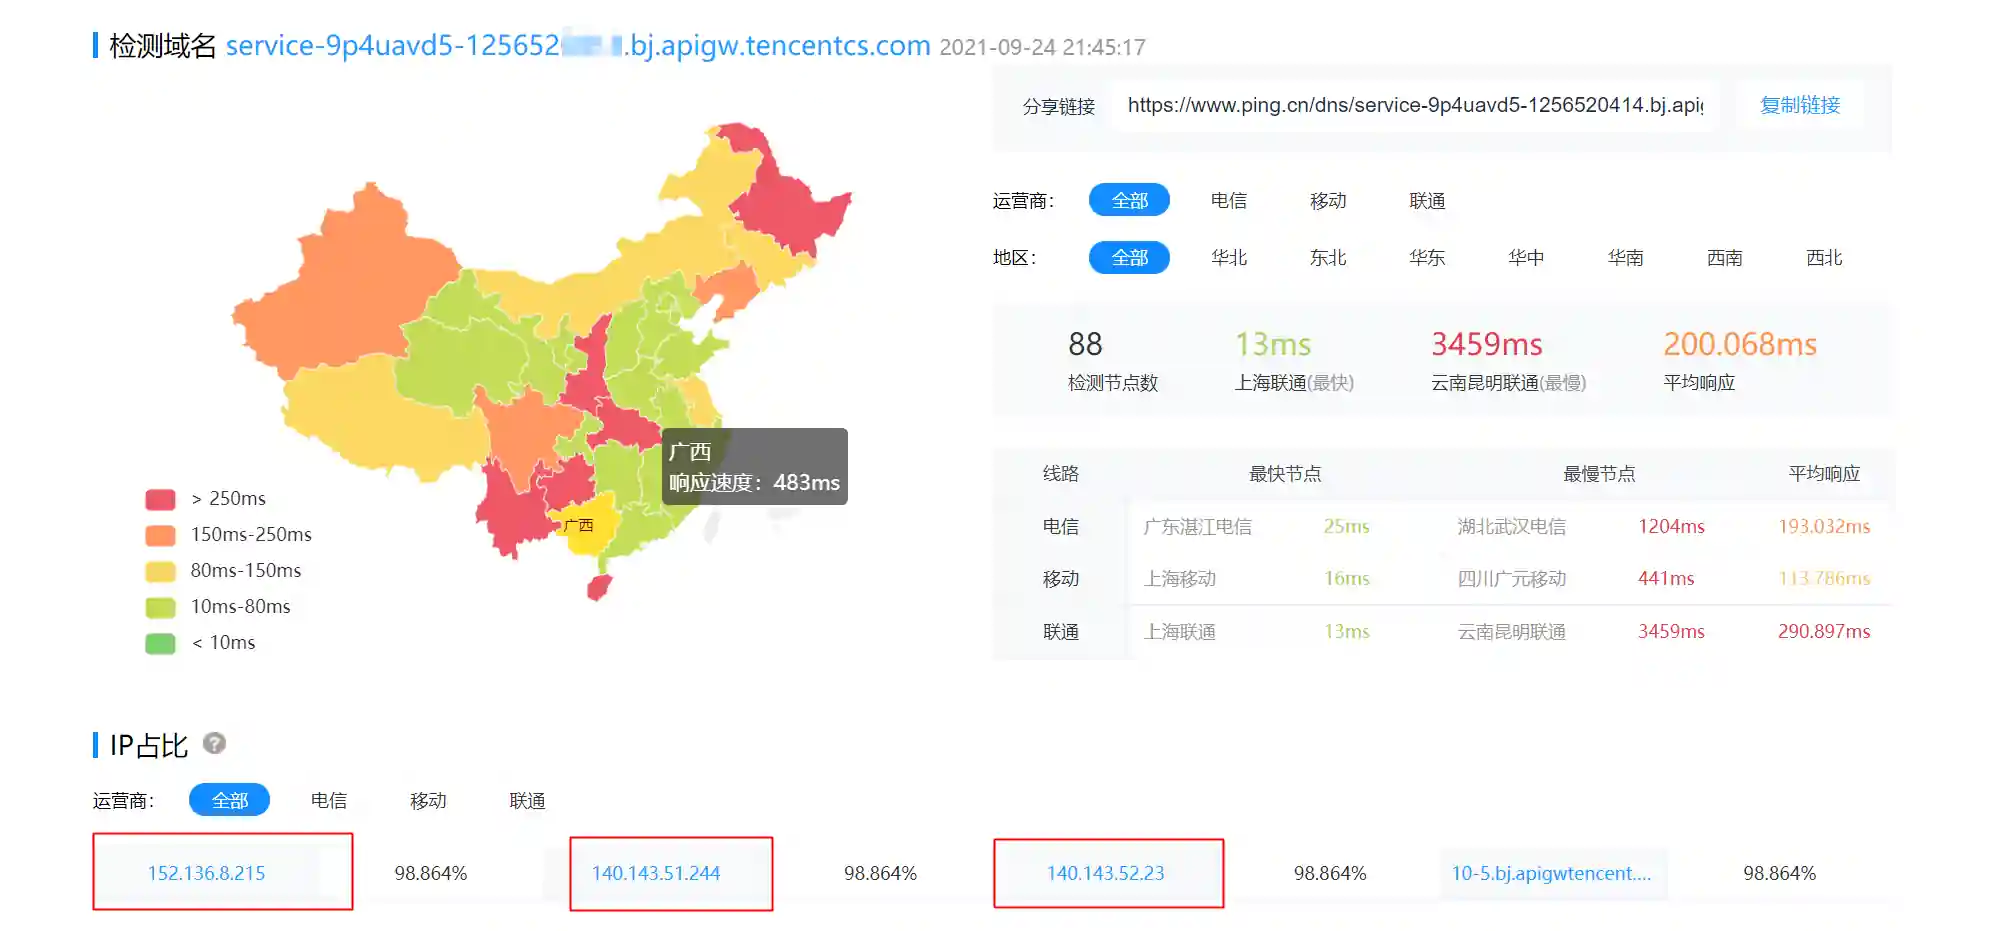 检测域名 service-9p4uavd5-125652 .bj.apigw.tencentcs.com 2021-09-24 21:45:17
分享链接 https://www.ping.cn/dns/service-9p4uavd5-1256520414.bj.apig 复制链接
运营商： 全部 电信 移动 联通
地区： 全部 华北 东北 华东 华中 华南 西南 西北
88 13ms 3459ms 200.068ms
检测节点数 上海联通(最快) 云南昆明联通(最慢) 平均响应
广西
响应速度：483ms
广西
> 250ms
150ms-250ms
80ms-150ms
10ms-80ms
< 10ms
线路 最快节点 最慢节点 平均响应
电信 广东湛江电信 25ms 湖北武汉电信 1204ms 193.032ms
移动 上海移动 16ms 四川广元移动 441ms 113.786ms
联通 上海联通 13ms 云南昆明联通 3459ms 290.897ms
IP占比 ?
运营商： 全部 电信 移动 联通
152.136.8.215 98.864% 140.143.51.244 98.864% 140.143.52.23 98.864% 10-5.bj.apigwtencent.... 98.864%